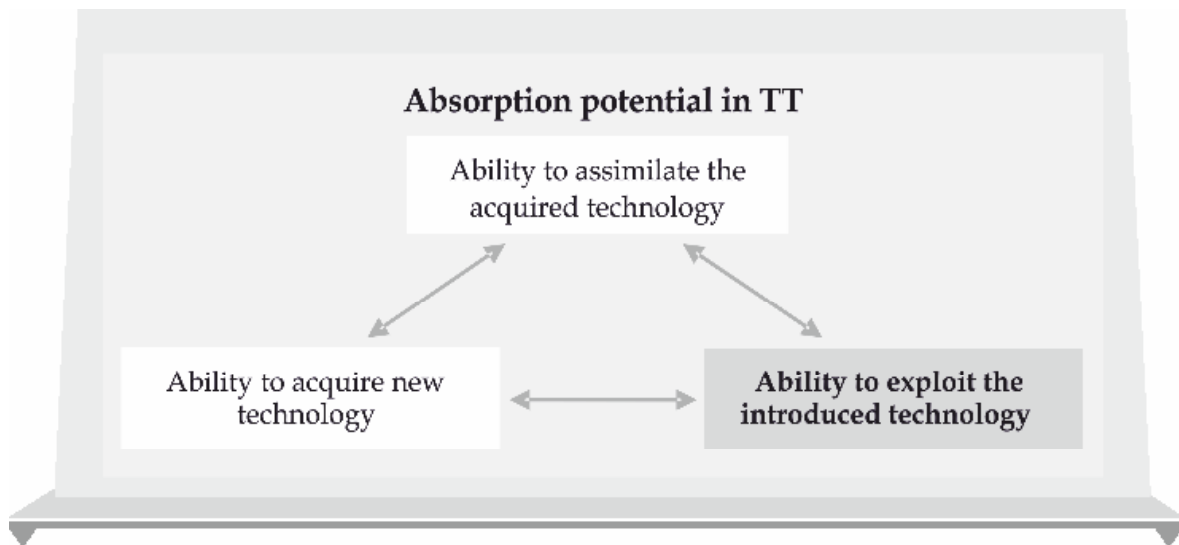 Absorption potential in TT
Ability to assimilate the
acquired technology
Ability to acquire new
technology
Ability to exploit the
introduced technology